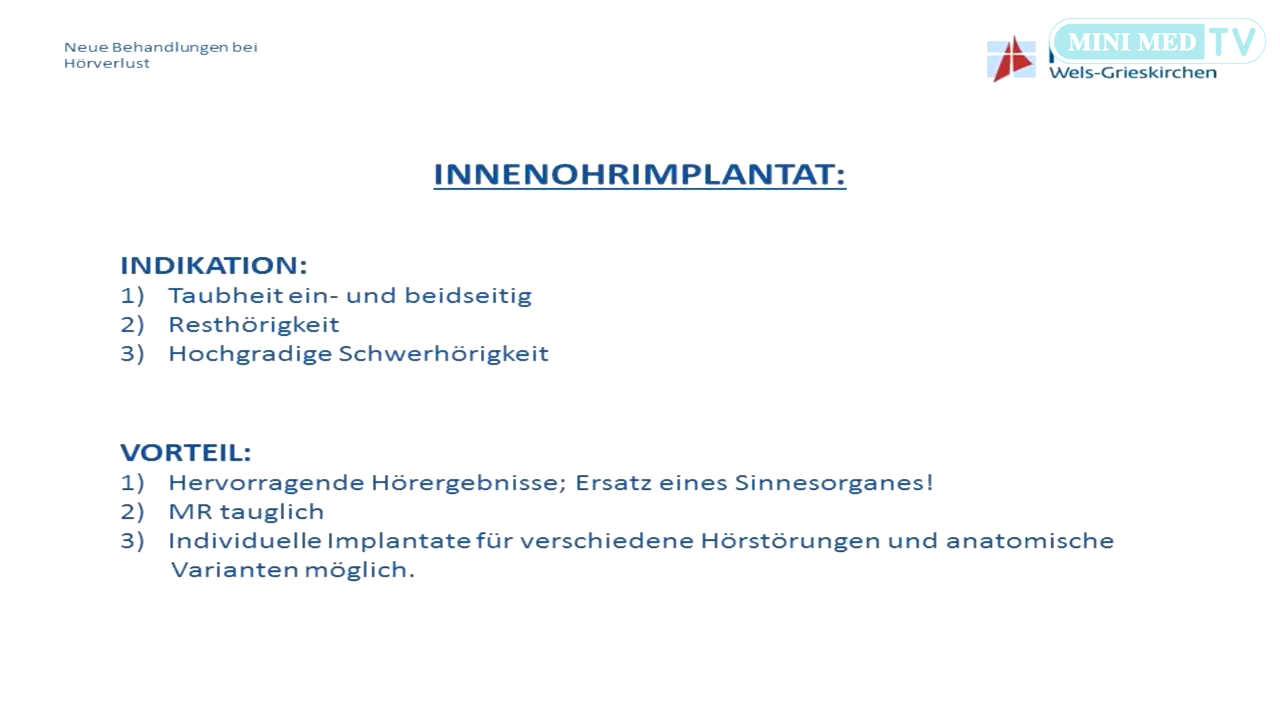 Neue Behandlungen bei
Hörverlust
MINI MED TV
Wels-Grieskirchen
INNENOHRIMPLANTAT:
INDIKATION:
1) Taubheit ein- und beidseitig
2) Resthörigkeit
3) Hochgradige Schwerhörigkeit
VORTEIL:
1) Hervorragende Hörergebnisse; Ersatz eines Sinnesorganes!
2) MR tauglich
3) Individuelle Implantate für verschiedene Hörstörungen und anatomische
Varianten möglich.